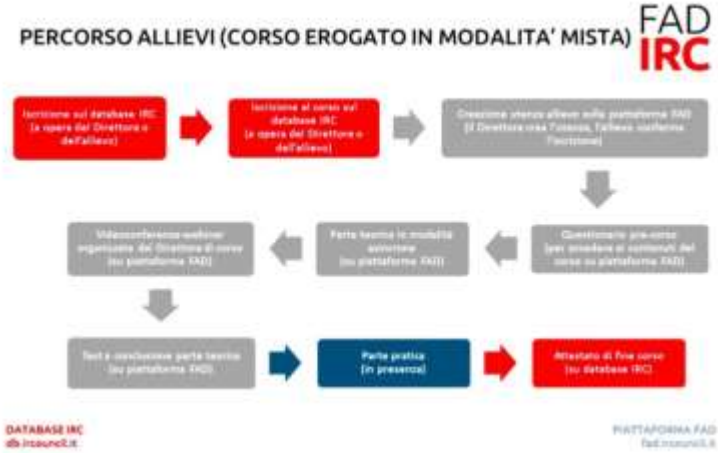 PERCORSO ALLIEVI (CORSO EROGATO IN MODALITA' MISTA)
FAD
IRC
Iscrizione sul database IRC
(a opera del Direttore o
dell'allievo)
Iscrizione al corso sul
database IRC
(a opera del Direttore o
dell'allievo)
Creazione utenza allievo sulla piattaforma FAD
(il Direttore crea l'utenza, l'allievo conferma
l'iscrizione)
Videoconferenza-webinar
organizzata dal Direttore di corso
(su piattaforma FAD)
Parte teorica in modalità
asincrona
(su piattaforma FAD)
Questionario pre-corso
(per accedere ai contenuti del
corso su piattaforma FAD)
Test e conclusione parte teorica
(su piattaforma FAD)
Parte pratica
(in presenza)
Attestato di fine corso
(su database IRC)
DATABASE IRC
db.ircouncil.it
PIATTAFORMA FAD
fad.ircouncil.it